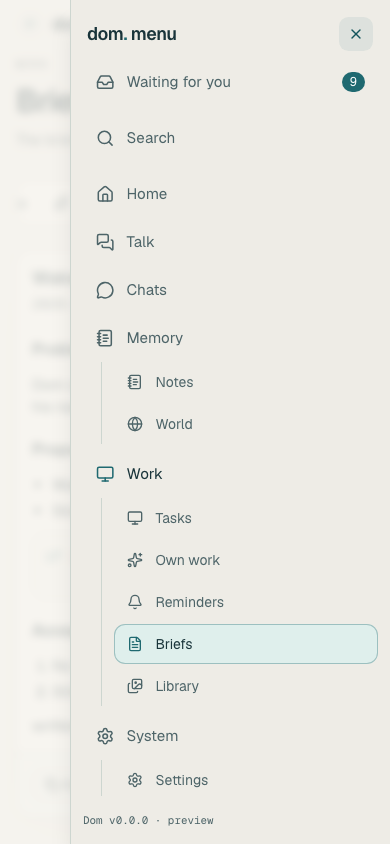 dom. menu
Waiting for you 9
Search
Home
Talk
Chats
Memory
Notes
World
Work
Tasks
Own work
Reminders
Briefs
Library
System
Settings
Dom v0.0.0 · preview